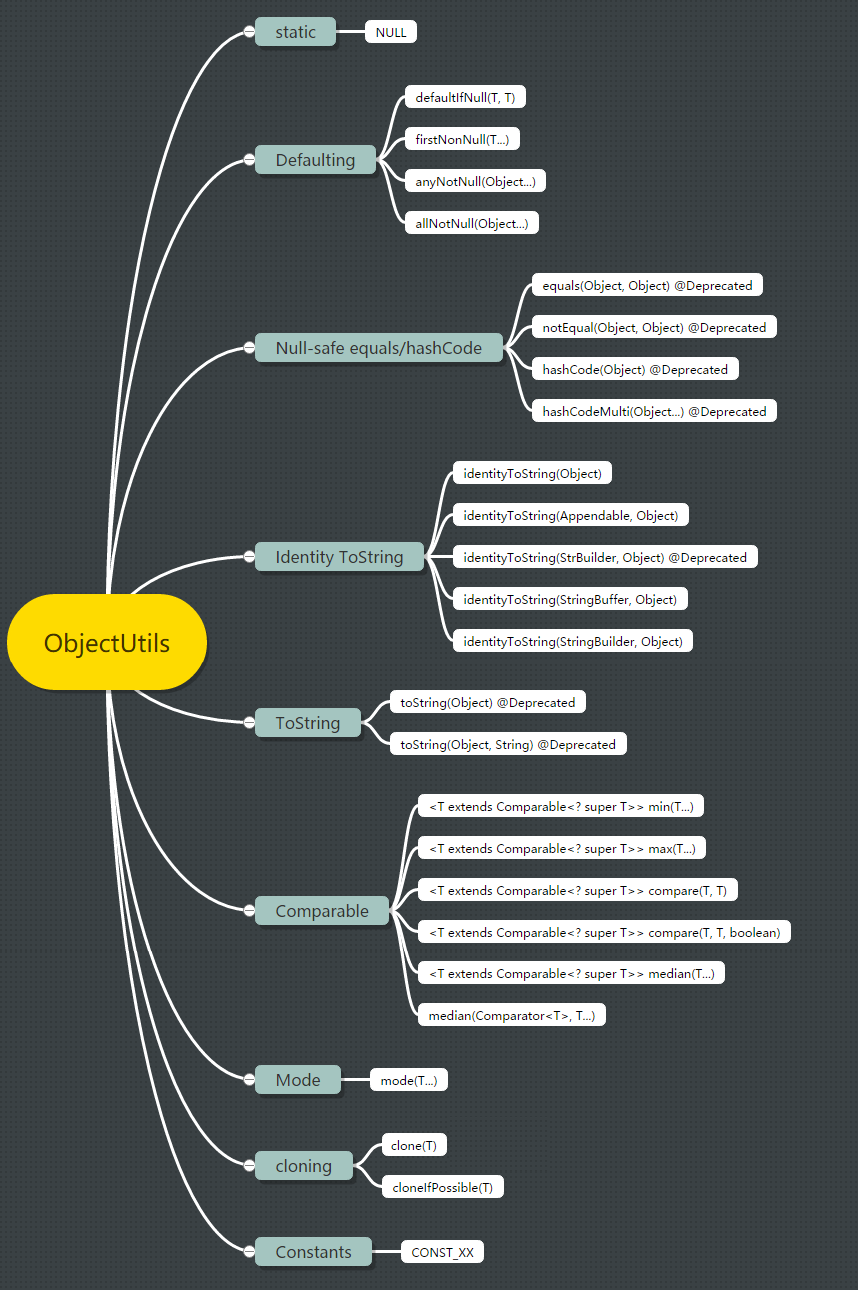 static
NULL
Defaulting
defaultIfNull(T, T)
firstNonNull(T...)
anyNotNull(Object...)
allNotNull(Object...)
Null-safe equals/hashCode
equals(Object, Object) @Deprecated
notEqual(Object, Object) @Deprecated
hashCode(Object) @Deprecated
hashCodeMulti(Object...) @Deprecated
Identity ToString
identityToString(Object)
identityToString(Appendable, Object)
identityToString(StrBuilder, Object) @Deprecated
identityToString(StringBuffer, Object)
identityToString(StringBuilder, Object)
ObjectUtils
ToString
toString(Object) @Deprecated
toString(Object, String) @Deprecated
Comparable
<T extends Comparable<? super T>> min(T...)
<T extends Comparable<? super T>> max(T...)
<T extends Comparable<? super T>> compare(T, T)
<T extends Comparable<? super T>> compare(T, T, boolean)
<T extends Comparable<? super T>> median(T...)
median(Comparator<T>, T...)
Mode
mode(T...)
cloning
clone(T)
cloneIfPossible(T)
Constants
CONST_XX